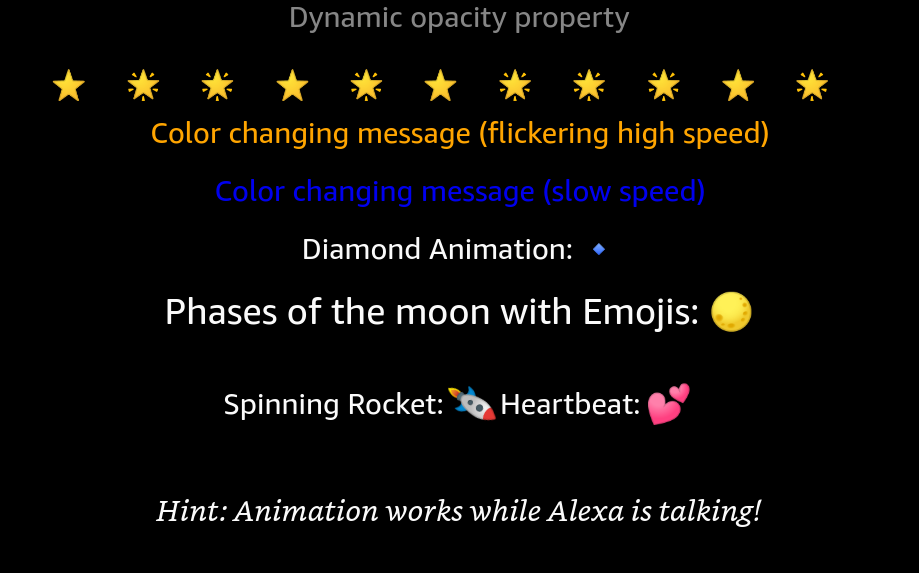 Dynamic opacity property
Color changing message (flickering high speed)
Color changing message (slow speed)
Diamond Animation:
Phases of the moon with Emojis:
Spinning Rocket: Heartbeat:
Hint: Animation works while Alexa is talking!